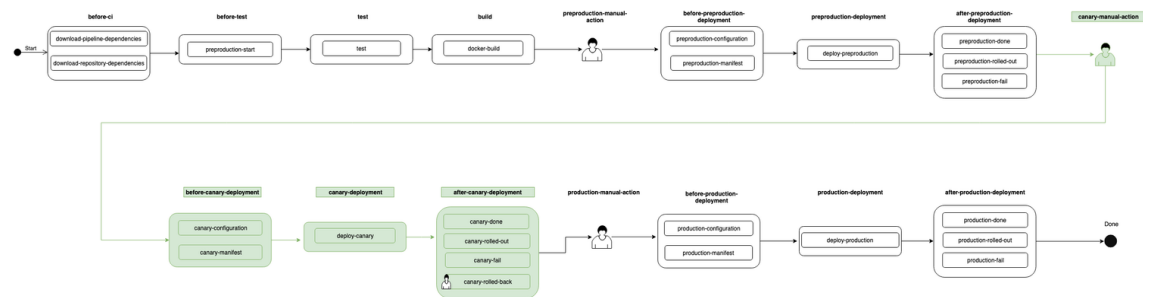 before-ci
before-test
test
build
preproduction-manual-
action
before-preproduction-
deployment
preproduction-deployment
after-preproduction-
deployment
canary-manual-action
Start
download-pipeline-dependencies
download-repository-dependencies
preproduction-start
test
docker-build
preproduction-configuration
preproduction-manifest
deploy-preproduction
preproduction-done
preproduction-rolled-out
preproduction-fail
before-canary-deployment
canary-deployment
after-canary-deployment
production-manual-action
before-production-
deployment
production-deployment
after-production-deployment
canary-configuration
canary-manifest
deploy-canary
canary-done
canary-rolled-out
canary-fail
canary-rolled-back
production-configuration
production-manifest
deploy-production
production-done
production-rolled-out
production-fail
Done